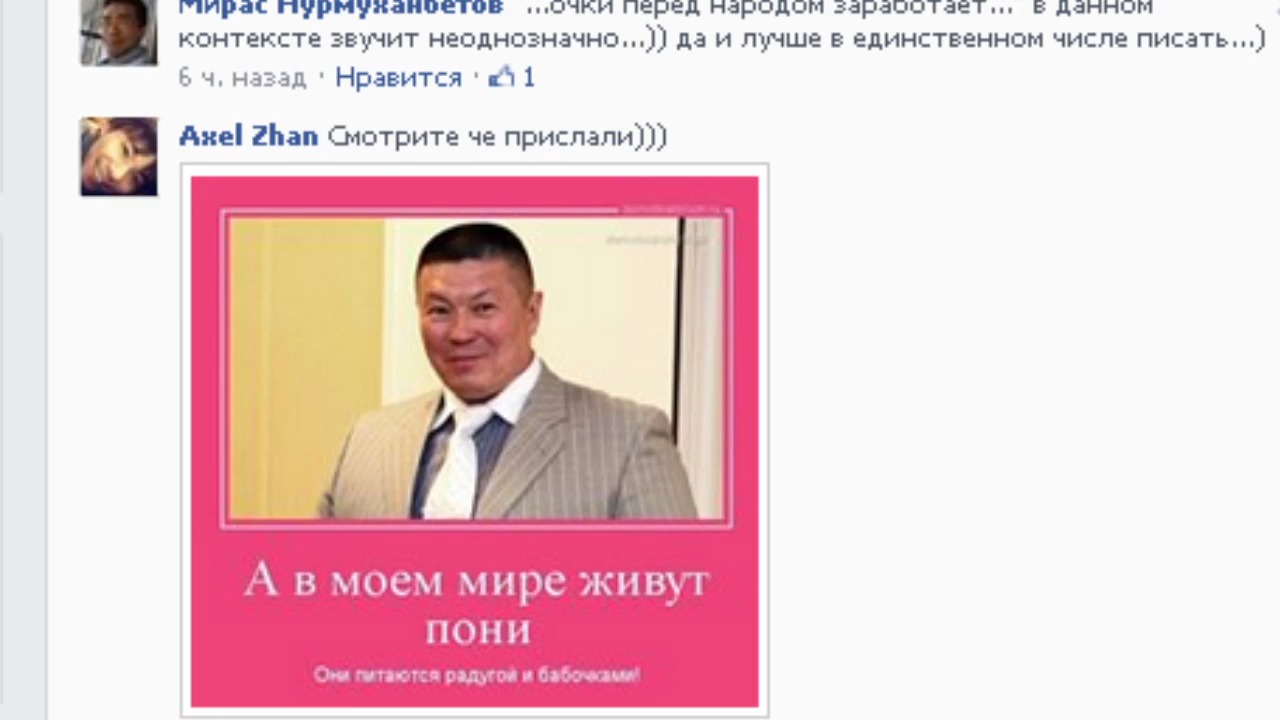 Мирас Нурмуханбетов "...очки перед народом заработает..." в данном
контексте звучит неоднозначно...)) да и лучше в единственном числе писать...)
6 ч. назад · Нравится · 1
Axel Zhan Смотрите че прислали)))
А в моем мире живут
пони
Они питаются радугой и бабочками!